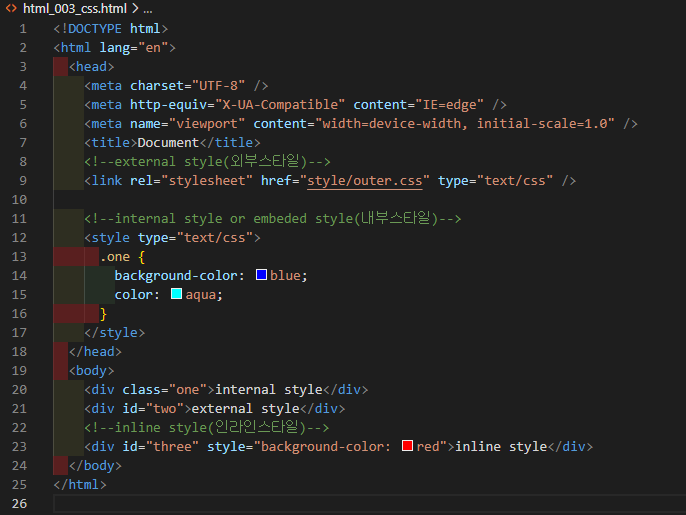 html_003_css.html > ...
1 <!DOCTYPE html>
2 <html lang="en">
3 <head>
4 <meta charset="UTF-8" />
5 <meta http-equiv="X-UA-Compatible" content="IE=edge" />
6 <meta name="viewport" content="width=device-width, initial-scale=1.0" />
7 <title>Document</title>
8 <!--external style(외부스타일)-->
9 <link rel="stylesheet" href="style/outer.css" type="text/css" />
10
11 <!--internal style or embeded style(내부스타일)-->
12 <style type="text/css">
13 .one {
14 background-color: blue;
15 color: aqua;
16 }
17 </style>
18 </head>
19 <body>
20 <div class="one">internal style</div>
21 <div id="two">external style</div>
22 <!--inline style(인라인스타일)-->
23 <div id="three" style="background-color: red">inline style</div>
24 </body>
25 </html>
26